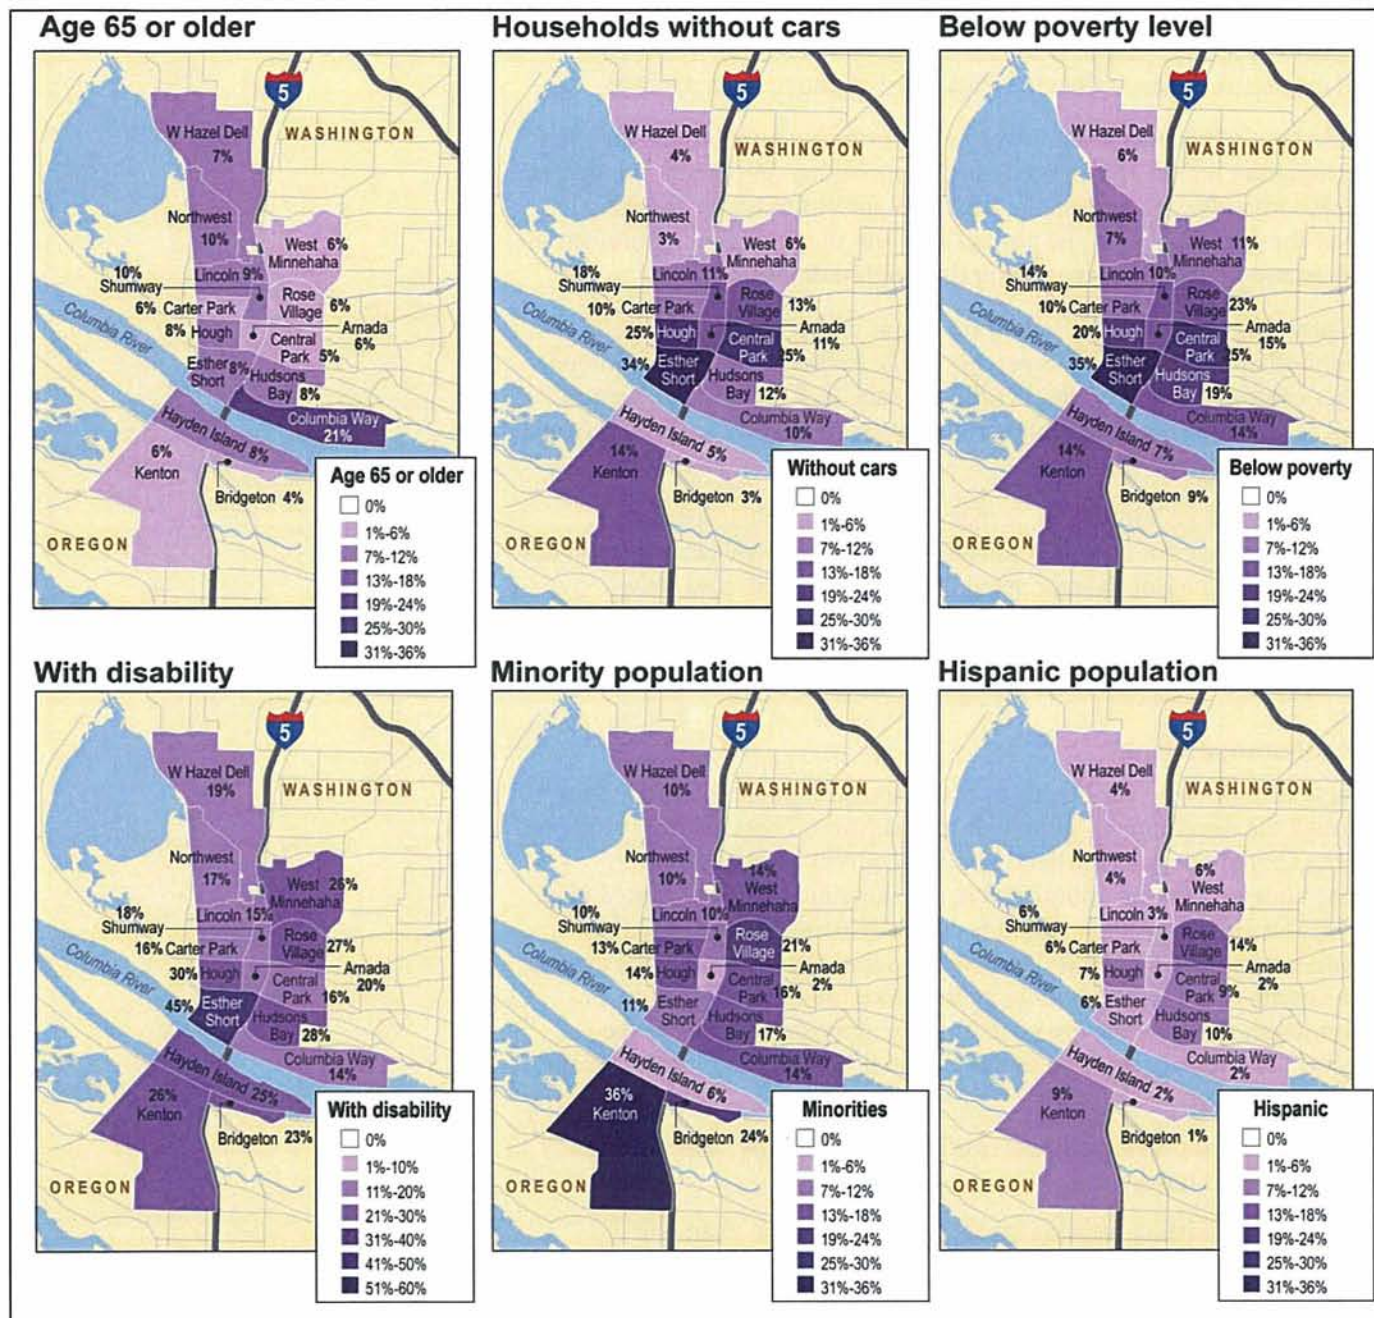 Age 65 or older
5
WASHINGTON
W Hazel Dell
7%
Northwest
10%
West 6%
Minnehaha
10%
Shumway
Lincoln 9%
6% Carter Park
Rose
Village 6%
8% Hough
Arnada
6%
Central
Park 5%
Columbia River
Esther
Short 8%
Hudsons
Bay 8%
Columbia Way
21%
Hayden Island 8%
6%
Kenton
Bridgeton 4%
OREGON
Age 65 or older
0%
1%-6%
7%-12%
13%-18%
19%-24%
25%-30%
31%-36%
Households without cars
5
WASHINGTON
W Hazel Dell
4%
Northwest
3%
West 6%
Minnehaha
18%
Shumway
Lincoln 11%
10% Carter Park
Rose
Village 13%
25% Hough
Arnada
11%
Central
Park 25%
Columbia River
34% Esther
Short
Hudsons
Bay 12%
Columbia Way
10%
Hayden Island 5%
14%
Kenton
Bridgeton 3%
OREGON
Without cars
0%
1%-6%
7%-12%
13%-18%
19%-24%
25%-30%
31%-36%
Below poverty level
5
WASHINGTON
W Hazel Dell
6%
Northwest
7%
West 11%
Minnehaha
14%
Shumway
Lincoln 10%
10% Carter Park
Rose
Village 23%
20% Hough
Arnada
15%
Central
Park 25%
Columbia River
35% Esther
Short
Hudsons
Bay 19%
Columbia Way
14%
Hayden Island 7%
14%
Kenton
Bridgeton 9%
OREGON
Below poverty
0%
1%-6%
7%-12%
13%-18%
19%-24%
25%-30%
31%-36%
With disability
5
WASHINGTON
W Hazel Dell
19%
Northwest
17%
West 26%
Minnehaha
18%
Shumway
Lincoln 15%
16% Carter Park
Rose
Village 27%
30% Hough
Arnada
20%
Central
Park 16%
Columbia River
45% Esther
Short
Hudsons
Bay 28%
Columbia Way
14%
Hayden Island 25%
26%
Kenton
Bridgeton 23%
OREGON
With disability
0%
1%-10%
11%-20%
21%-30%
31%-40%
41%-50%
51%-60%
Minority population
5
WASHINGTON
W Hazel Dell
10%
Northwest
10%
14%
West
Minnehaha
10%
Shumway
Lincoln 10%
13% Carter Park
Rose
Village 21%
14% Hough
Arnada
2%
Central
Park 16%
Columbia River
11% Esther
Short
Hudsons
Bay 17%
Columbia Way
14%
Hayden Island 6%
36%
Kenton
Bridgeton 24%
OREGON
Minorities
0%
1%-6%
7%-12%
13%-18%
19%-24%
25%-30%
31%-36%
Hispanic population
5
WASHINGTON
W Hazel Dell
4%
Northwest
4%
6%
West
Minnehaha
6%
Shumway
Lincoln 3%
6% Carter Park
Rose
Village 14%
7% Hough
Arnada
2%
Central
Park 9%
Columbia River
6% Esther
Short
Hudsons
Bay 10%
Columbia Way
2%
Hayden Island 2%
9%
Kenton
Bridgeton 1%
OREGON
Hispanic
0%
1%-6%
7%-12%
13%-18%
19%-24%
25%-30%
31%-36%